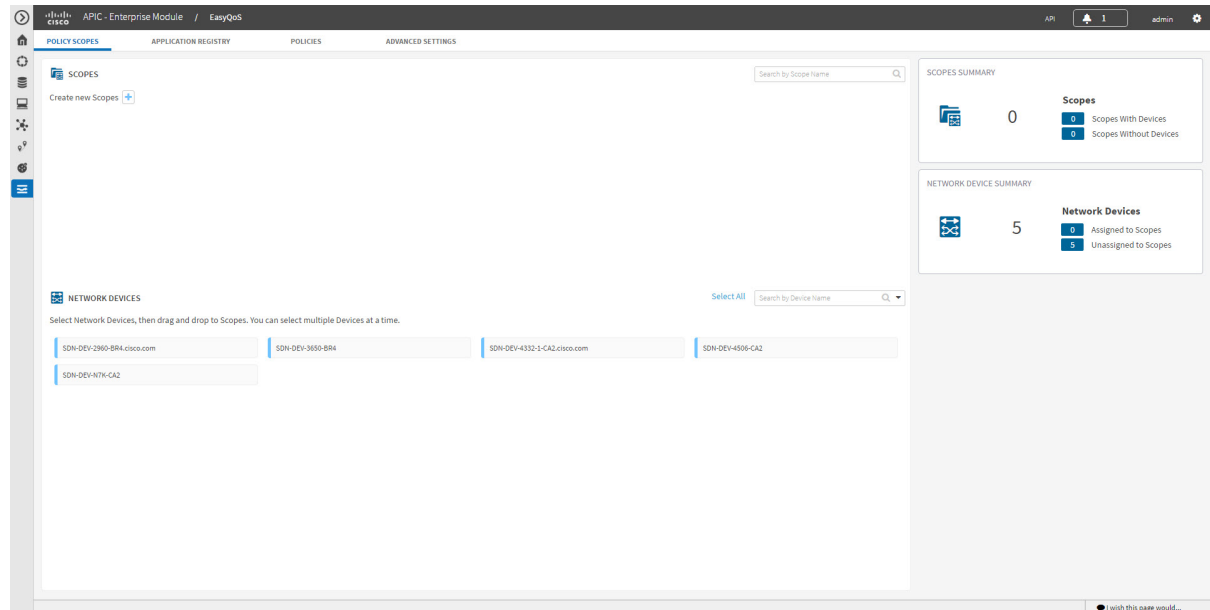 cisco APIC - Enterprise Module / EasyQoS
API 1 admin
POLICY SCOPES APPLICATION REGISTRY POLICIES ADVANCED SETTINGS
SCOPES
Search by Scope Name
Create new Scopes
SCOPES SUMMARY
0
Scopes
0 Scopes With Devices
0 Scopes Without Devices
NETWORK DEVICE SUMMARY
5
Network Devices
0 Assigned to Scopes
5 Unassigned to Scopes
NETWORK DEVICES
Select All Search by Device Name
Select Network Devices, then drag and drop to Scopes. You can select multiple Devices at a time.
SDN-DEV-2960-BR4.cisco.com SDN-DEV-3650-BR4 SDN-DEV-4332-1-CA2.cisco.com SDN-DEV-4506-CA2
SDN-DEV-N7K-CA2
I wish this page would...